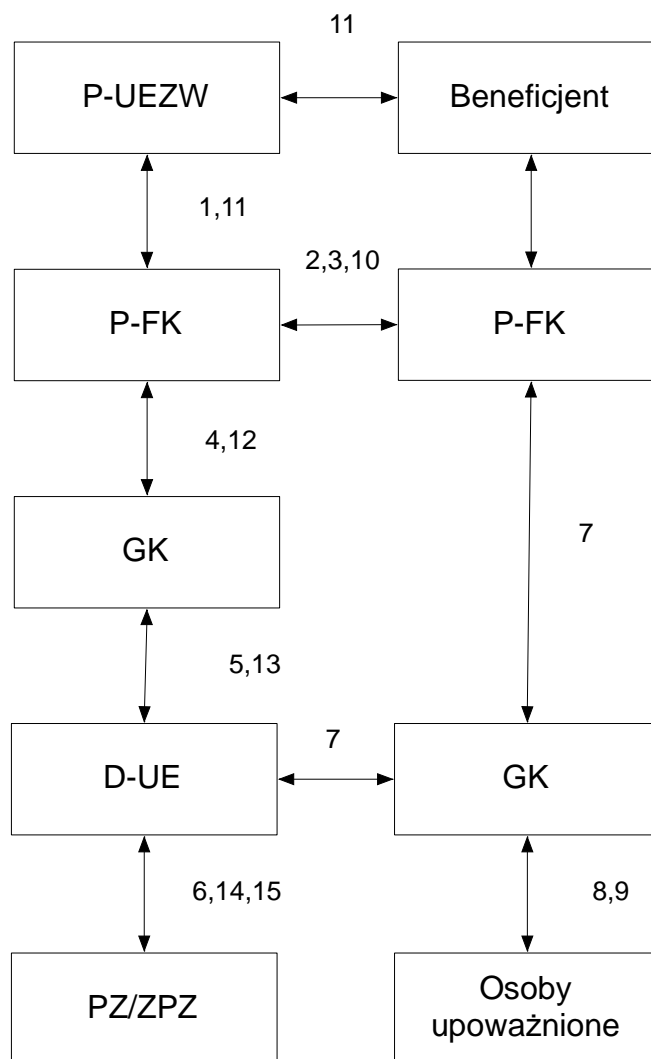 11
P-UEZW
Beneficjent
1,11
2,3,10
P-FK
P-FK
4,12
GK
7
5,13
7
D-UE
GK
6,14,15
8,9
PZ/ZPZ
Osoby
upoważnione